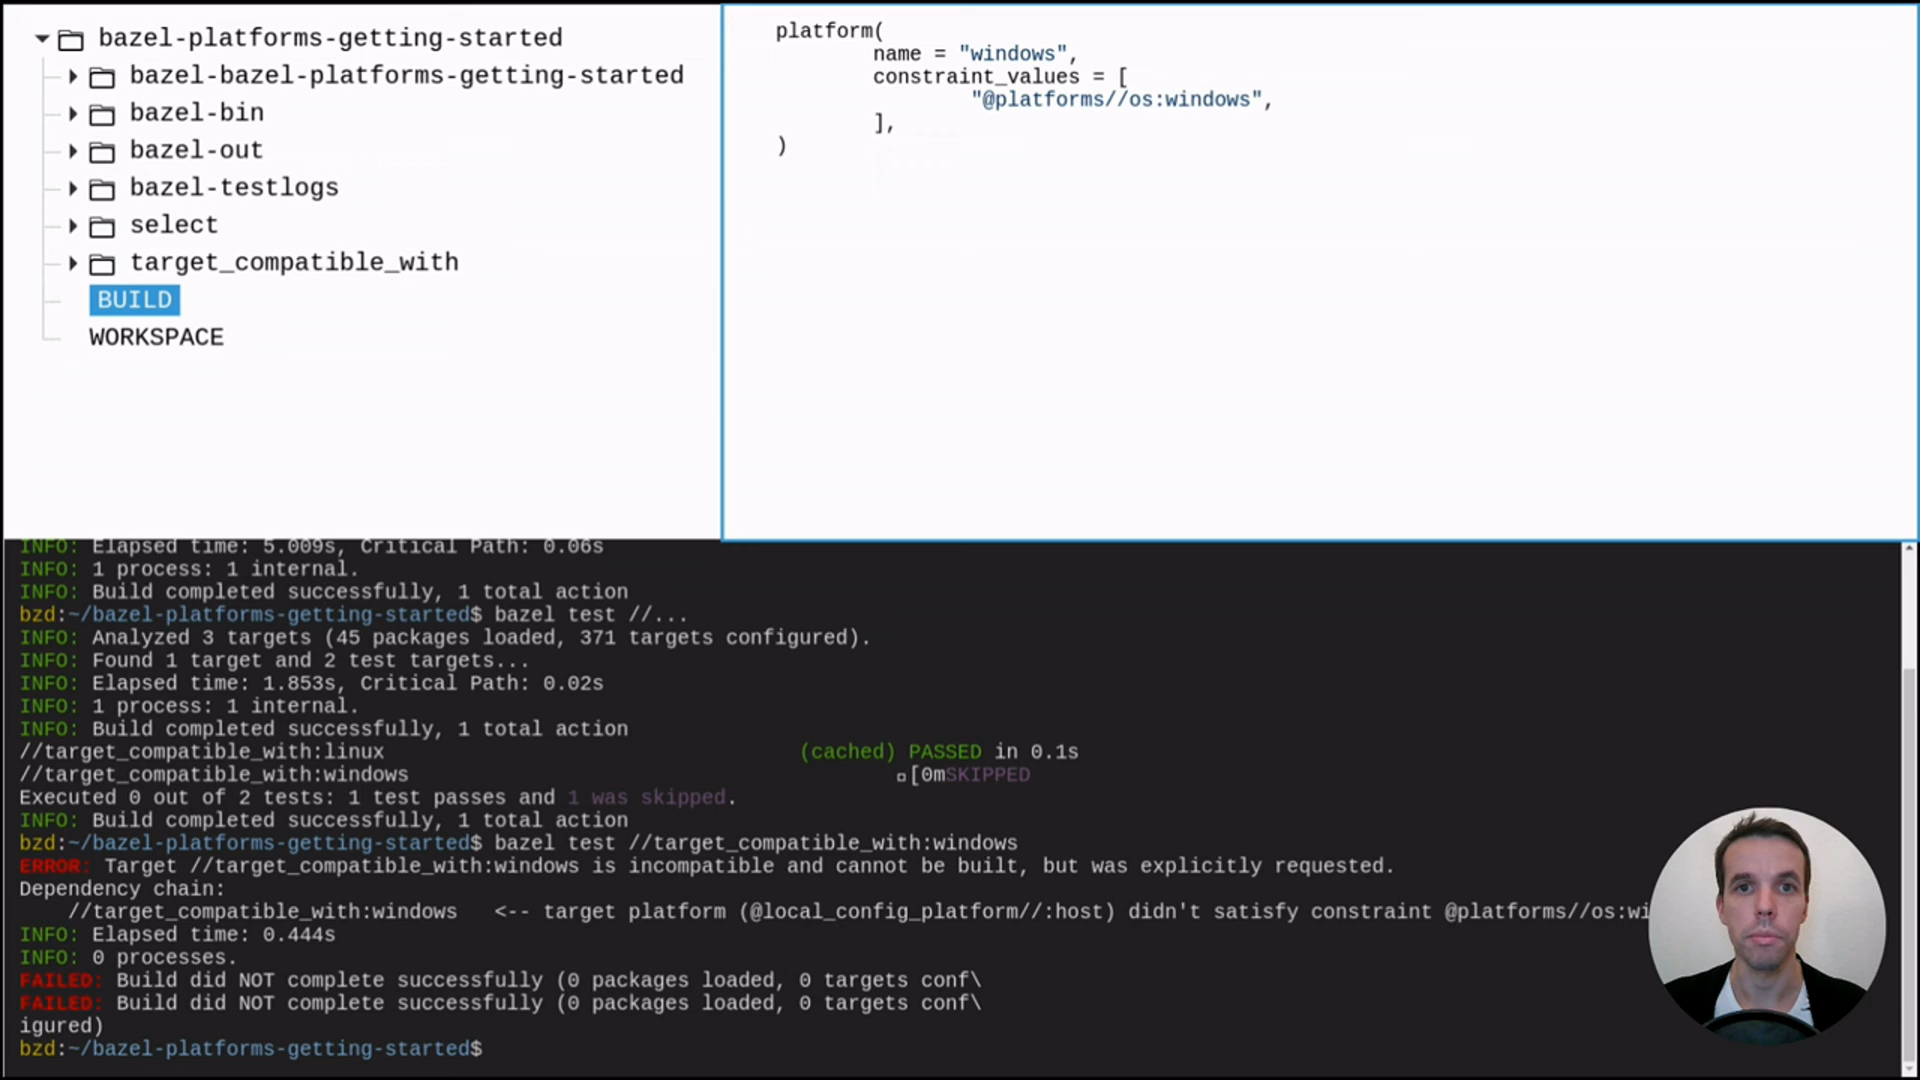 bazel-platforms-getting-started
bazel-bazel-platforms-getting-started
bazel-bin
bazel-out
bazel-testlogs
select
target_compatible_with
BUILD
WORKSPACE
platform(
name = "windows",
constraint_values = [
"@platforms//os:windows",
],
)
INFO: Elapsed time: 5.009s, Critical Path: 0.06s
INFO: 1 process: 1 internal.
INFO: Build completed successfully, 1 total action
bzd:~/bazel-platforms-getting-started$ bazel test //...
INFO: Analyzed 3 targets (45 packages loaded, 371 targets configured).
INFO: Found 1 target and 2 test targets...
INFO: Elapsed time: 1.853s, Critical Path: 0.02s
INFO: 1 process: 1 internal.
INFO: Build completed successfully, 1 total action
//target_compatible_with:linux (cached) PASSED in 0.1s
//target_compatible_with:windows [0mSKIPPED
Executed 0 out of 2 tests: 1 test passes and 1 was skipped.
INFO: Build completed successfully, 1 total action
bzd:~/bazel-platforms-getting-started$ bazel test //target_compatible_with:windows
ERROR: Target //target_compatible_with:windows is incompatible and cannot be built, but was explicitly requested.
Dependency chain:
//target_compatible_with:windows <-- target platform (@local_config_platform//:host) didn't satisfy constraint @platforms//os:wi
INFO: Elapsed time: 0.444s
INFO: 0 processes.
FAILED: Build did NOT complete successfully (0 packages loaded, 0 targets conf\
FAILED: Build did NOT complete successfully (0 packages loaded, 0 targets conf\
igured)
bzd:~/bazel-platforms-getting-started$